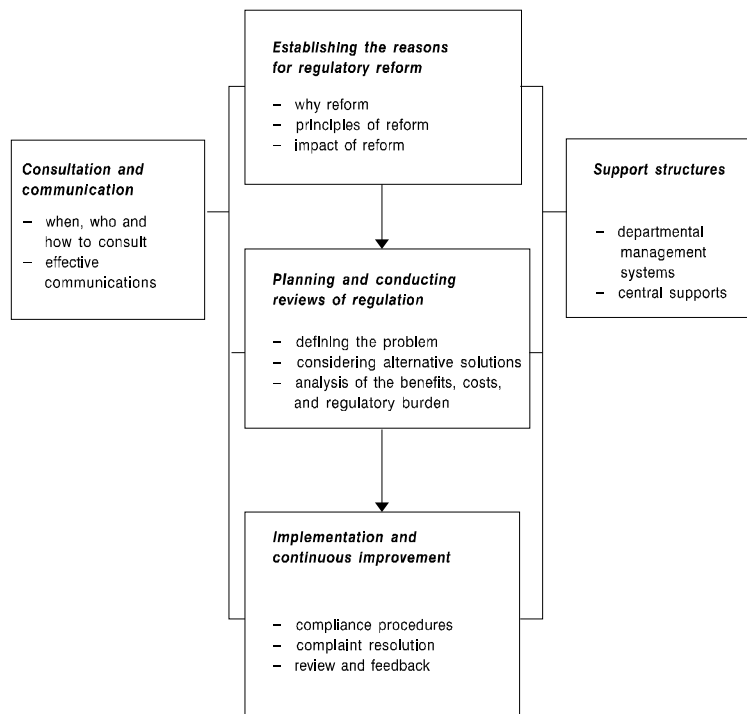 Establishing the reasons
for regulatory reform
– why reform
– principles of reform
– impact of reform
Consultation and
communication
– when, who and
how to consult
– effective
communications
Support structures
– departmental
management
systems
– central supports
Planning and conducting
reviews of regulation
– defining the problem
– considering alternative solutions
– analysis of the benefits, costs,
and regulatory burden
Implementation and
continuous improvement
– compliance procedures
– complaint resolution
– review and feedback